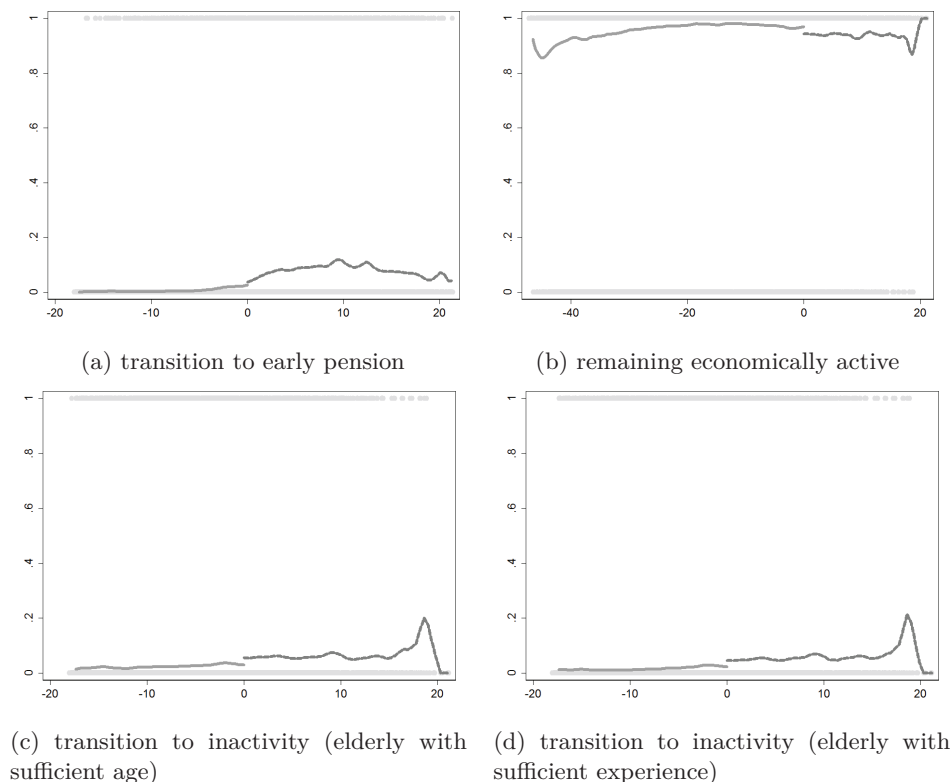 1
.8
.6
.4
.2
0
-20 -10 0 10 20
(a) transition to early pension
1
.8
.6
.4
.2
0
-40 -20 0 20
(b) remaining economically active
1
.8
.6
.4
.2
0
-20 -10 0 10 20
(c) transition to inactivity (elderly with
sufficient age)
1
.8
.6
.4
.2
0
-20 -10 0 10 20
(d) transition to inactivity (elderly with
sufficient experience)